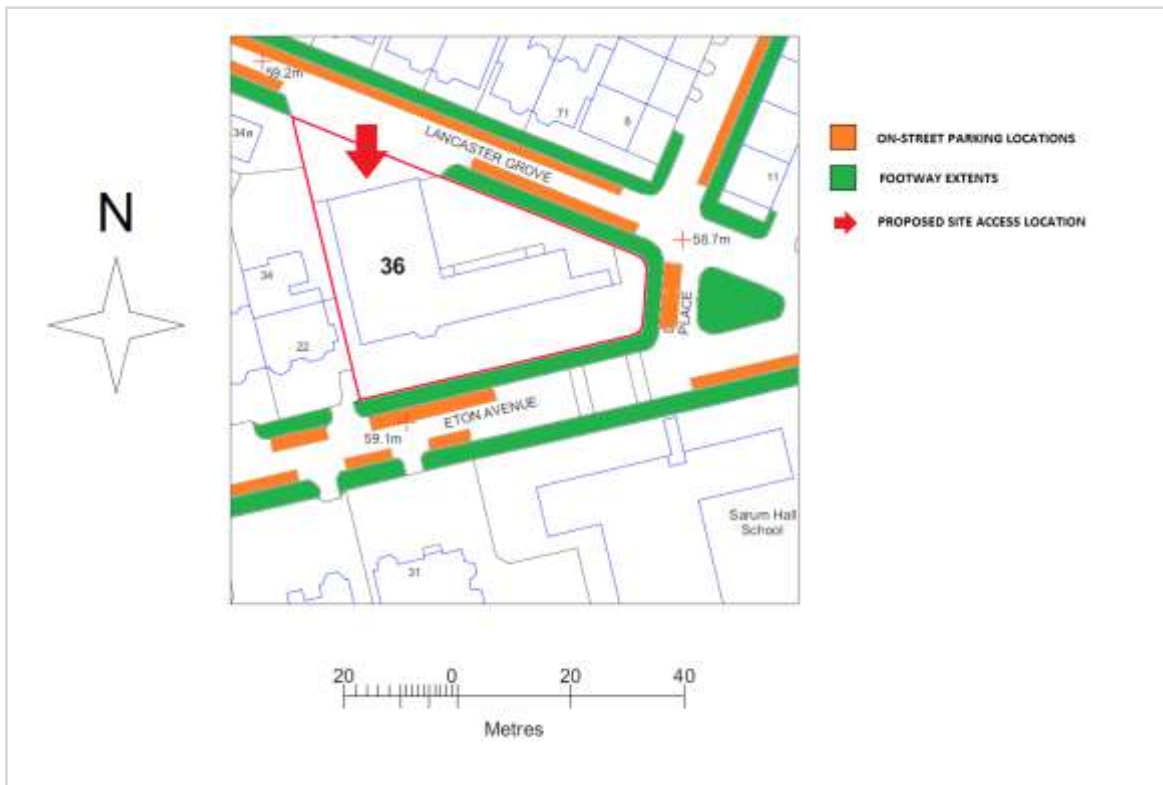 59.2m
34a
11
8
LANCASTER GROVE
11
N
36
58.7m
34
PLACE
22
ETON AVENUE
59.1m
Sarum Hall
School
31
ON-STREET PARKING LOCATIONS
FOOTWAY EXTENTS
PROPOSED SITE ACCESS LOCATION
20 0 20 40
Metres